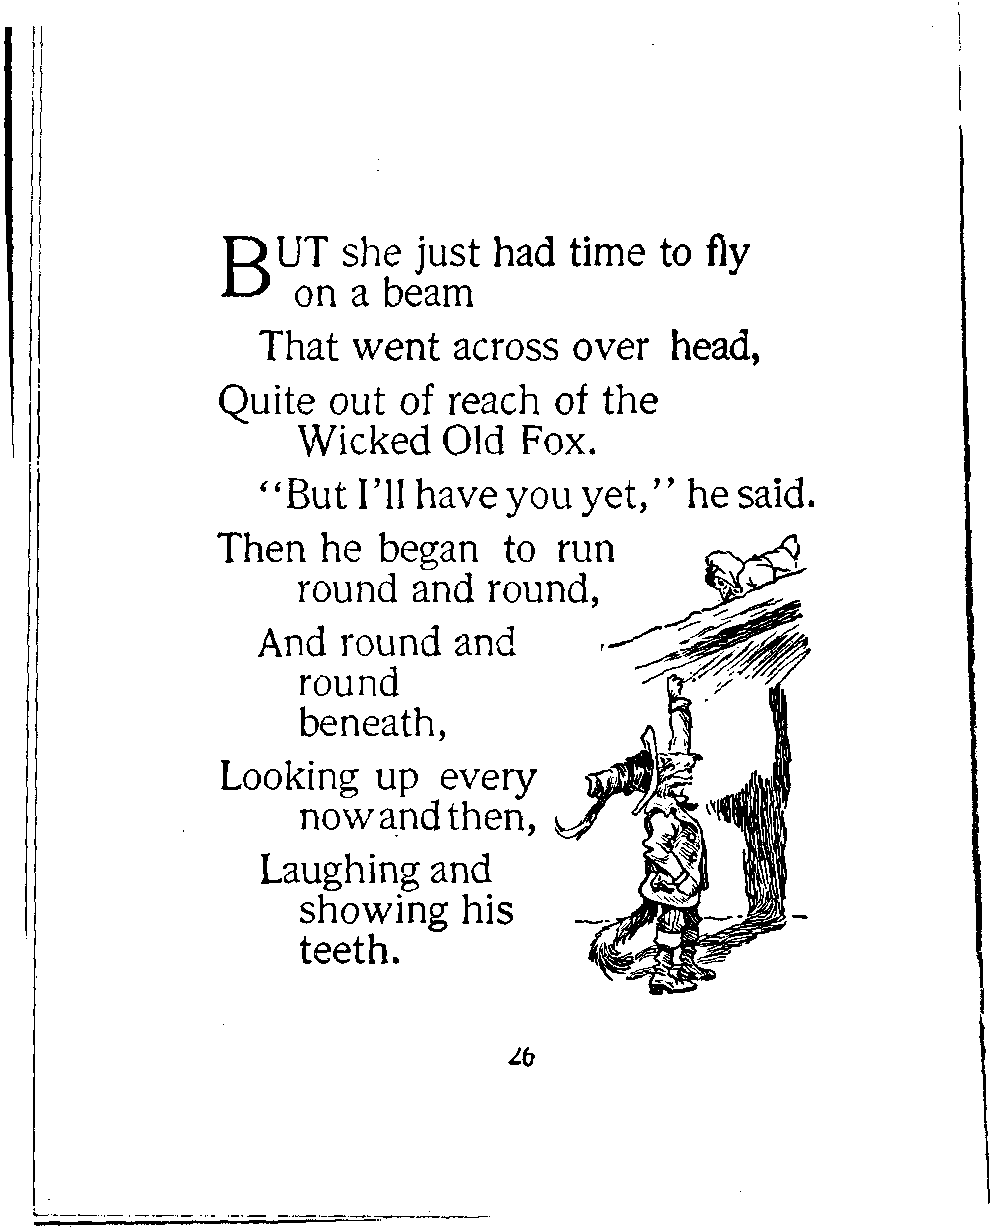 BUT she just had time to fly
on a beam
That went across over head,
Quite out of reach of the
Wicked Old Fox.
“But I’ll have you yet,” he said.
Then he began to run
round and round,
And round and
round
beneath,
Looking up every
now and then,
Laughing and
showing his
teeth.
26